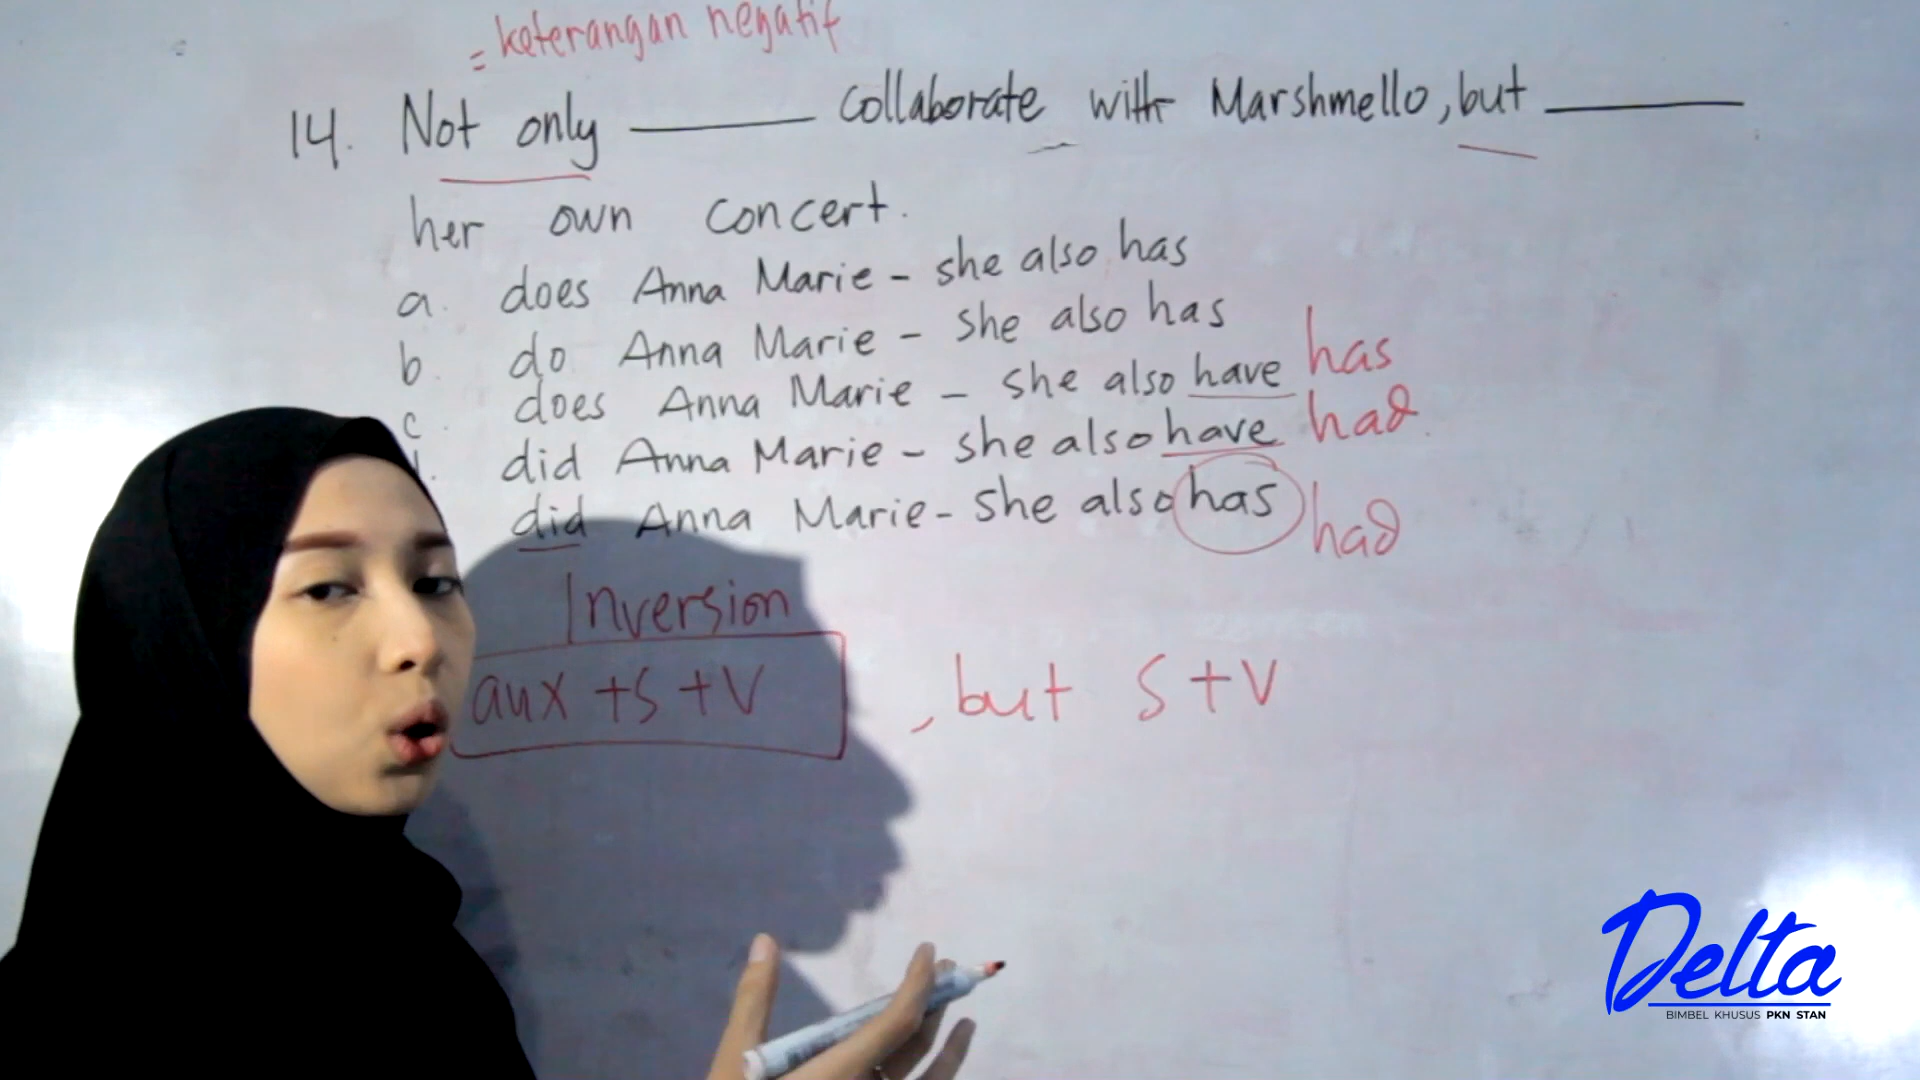 = keterangan negatif
14. Not only ______ collaborate with Marshmello, but ______
her own concert.
a. does Anna Marie - she also has
b. do Anna Marie - she also has
c. does Anna Marie - she also have has
did Anna Marie - she also have had
did Anna Marie - she also has had
Inversion
aux + S + V , but S + V
Delta
BIMBEL KHUSUS PKN STAN